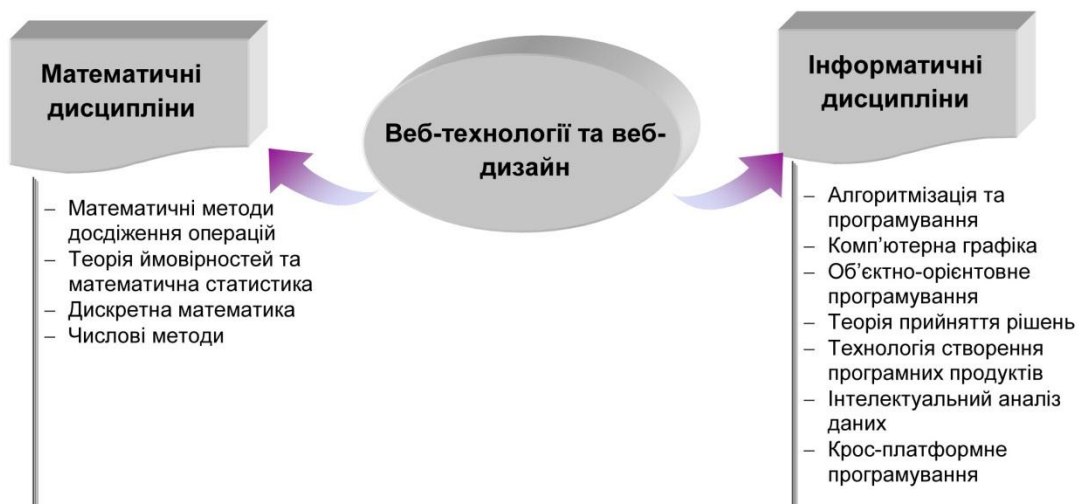 Математичні
дисципліни
– Математичні методи
досдіження операцій
– Теорія ймовірностей та
математична статистика
– Дискретна математика
– Числові методи
Веб-технології та веб-
дизайн
Інформатичні
дисципліни
– Алгоритмізація та
програмування
– Комп’ютерна графіка
– Об’єктно-орієнтовне
програмування
– Теорія прийняття рішень
– Технологія створення
програмних продуктів
– Інтелектуальний аналіз
даних
– Крос-платформне
програмування